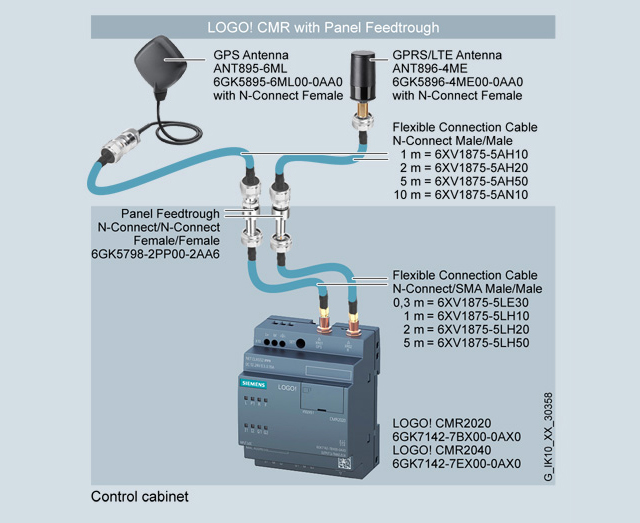 LOGO! CMR with Panel Feedtrough
GPS Antenna
ANT895-6ML
6GK5895-6ML00-0AA0
with N-Connect Female
GPRS/LTE Antenna
ANT896-4ME
6GK5896-4ME00-0AA0
with N-Connect Female
Flexible Connection Cable
N-Connect Male/Male
1 m = 6XV1875-5AH10
2 m = 6XV1875-5AH20
5 m = 6XV1875-5AH50
10 m = 6XV1875-5AN10
Panel Feedtrough
N-Connect/N-Connect
Female/Female
6GK5798-2PP00-2AA6
Flexible Connection Cable
N-Connect/SMA Male/Male
0,3 m = 6XV1875-5LE30
1 m = 6XV1875-5LH10
2 m = 6XV1875-5LH20
5 m = 6XV1875-5LH50
SIEMENS
LOGO!
CMR2020
LOGO! CMR2020
6GK7142-7BX00-0AX0
LOGO! CMR2040
6GK7142-7EX00-0AX0
G_IK10_XX_30358
Control cabinet